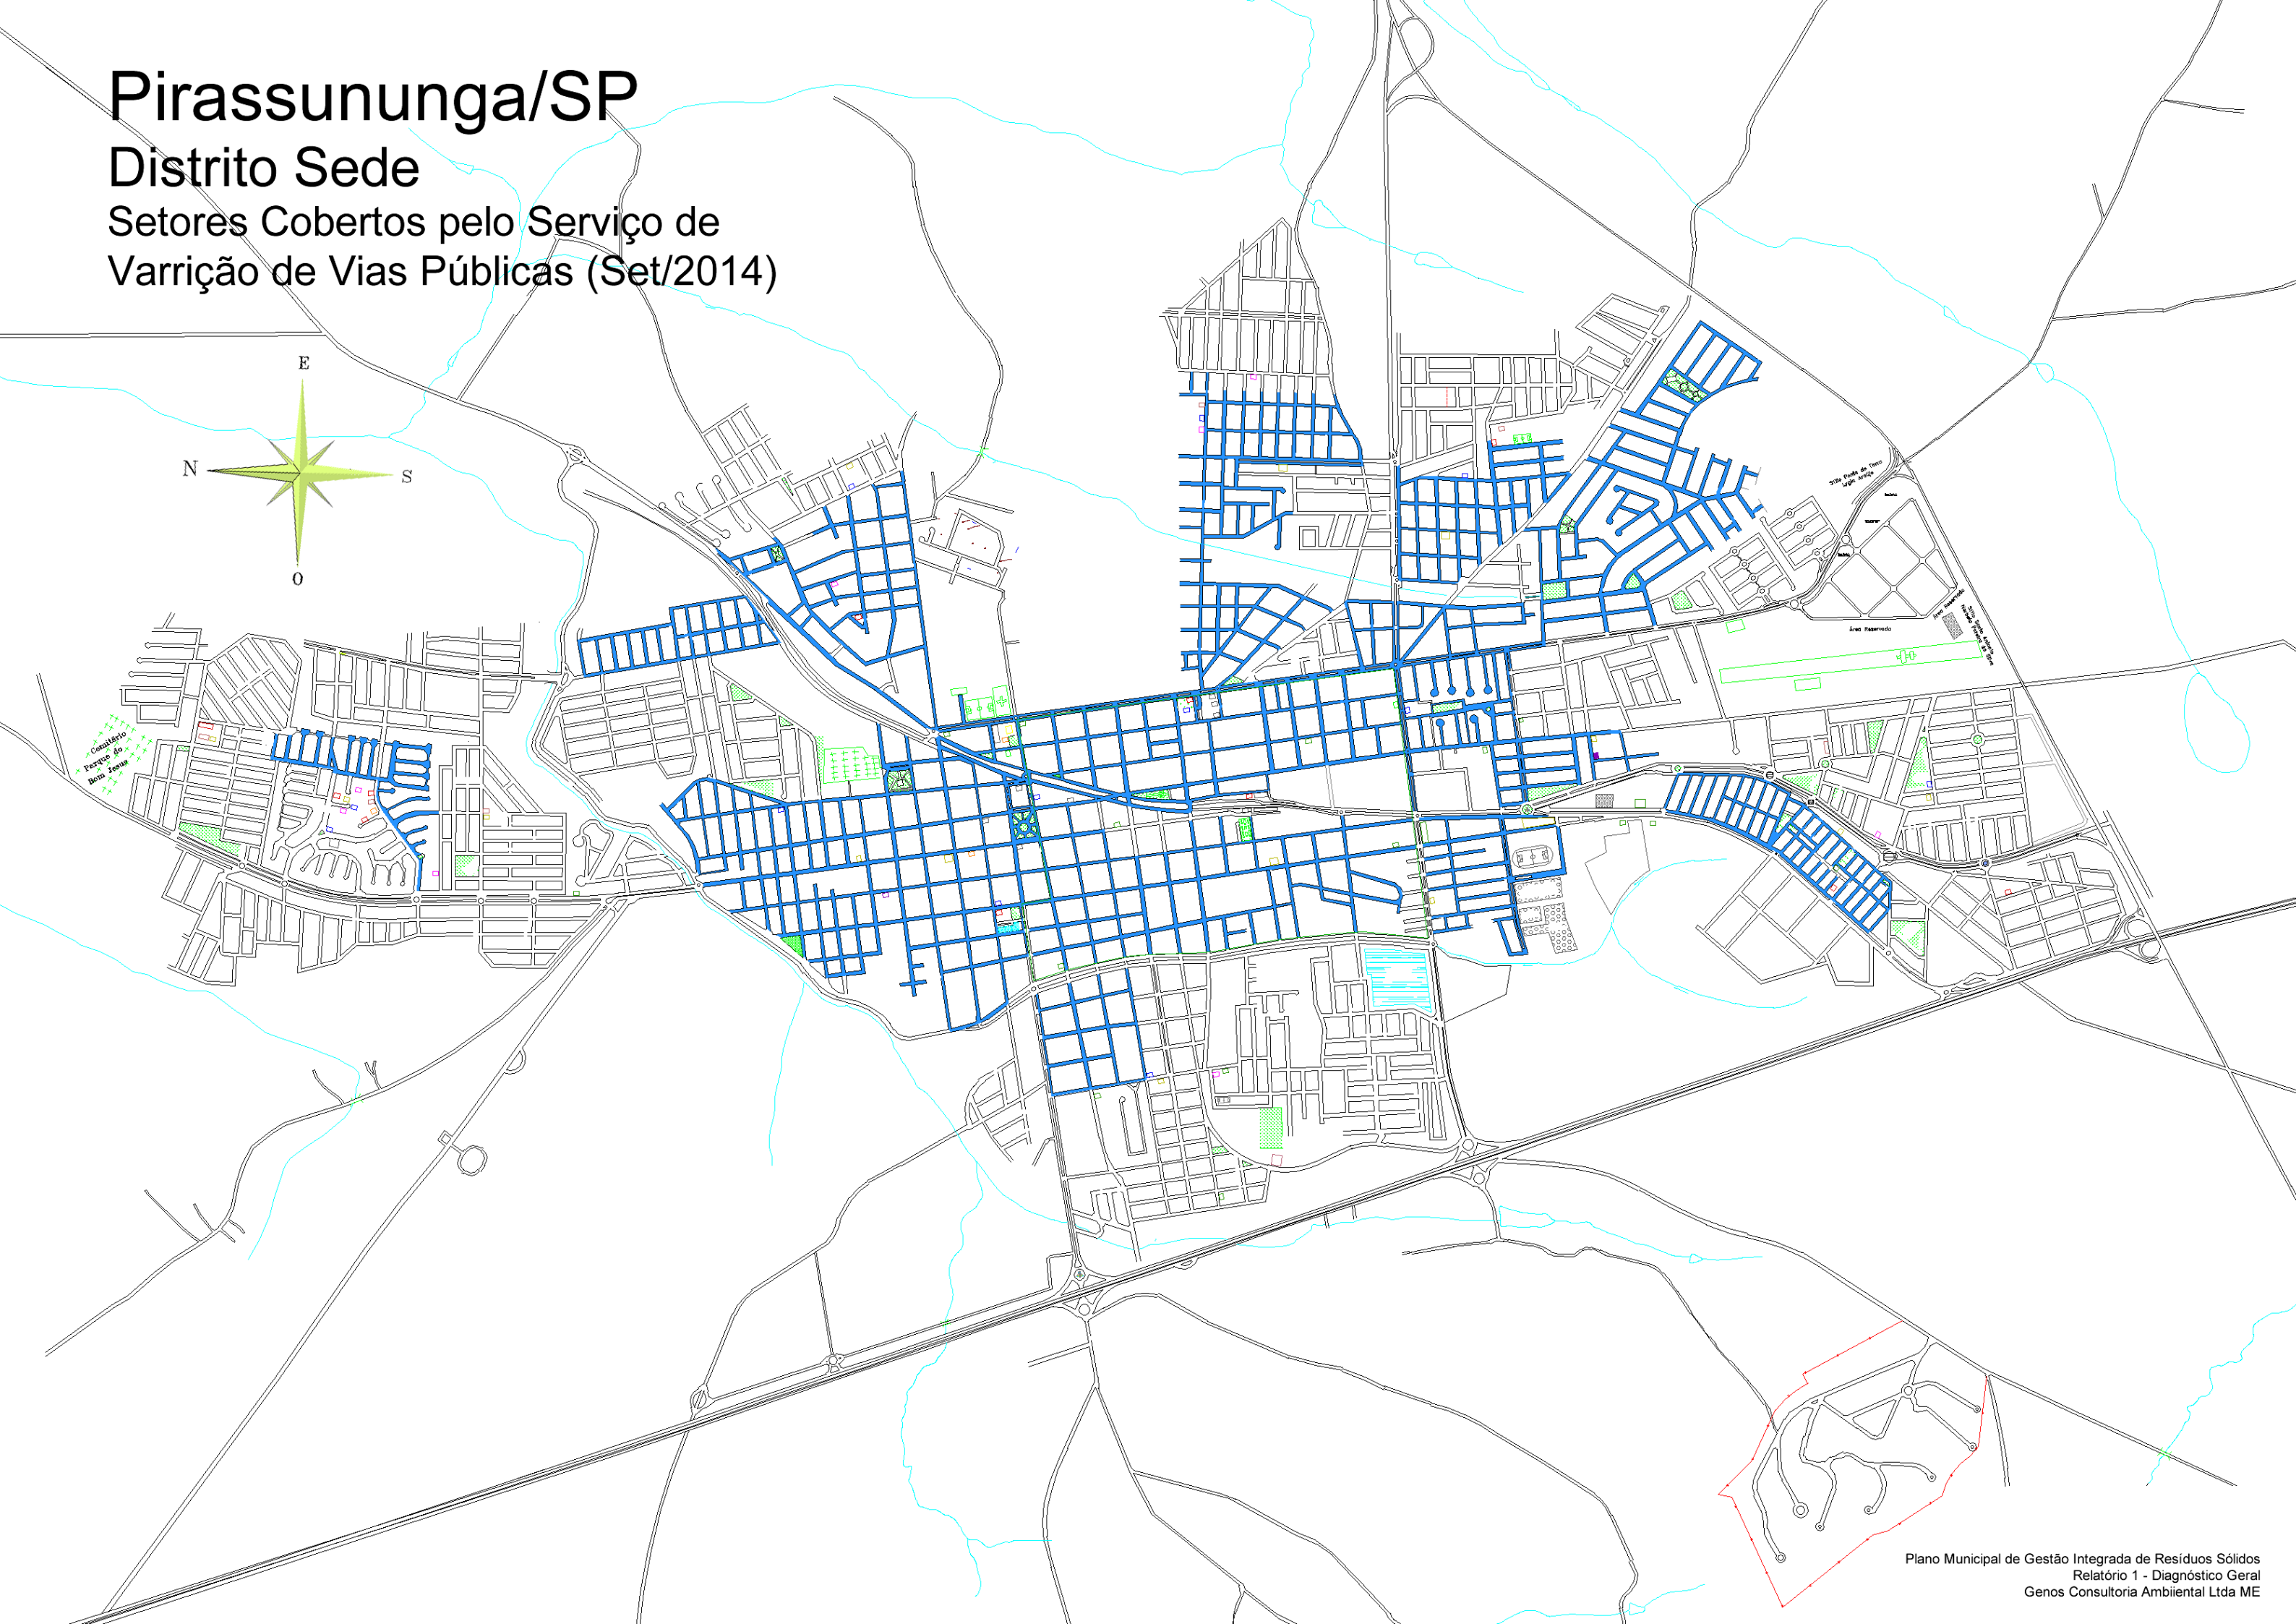 Pirassununga/SP
Distrito Sede
Setores Cobertos pelo Serviço de
Varrição de Vias Públicas (Set/2014)
E
N
S
O
Cemitério
Parque do
Bom Jesus
Área Reservada
Área Reservada
Plano Municipal de Gestão Integrada de Resíduos Sólidos
Relatório 1 - Diagnóstico Geral
Genos Consultoria Ambiiental Ltda ME